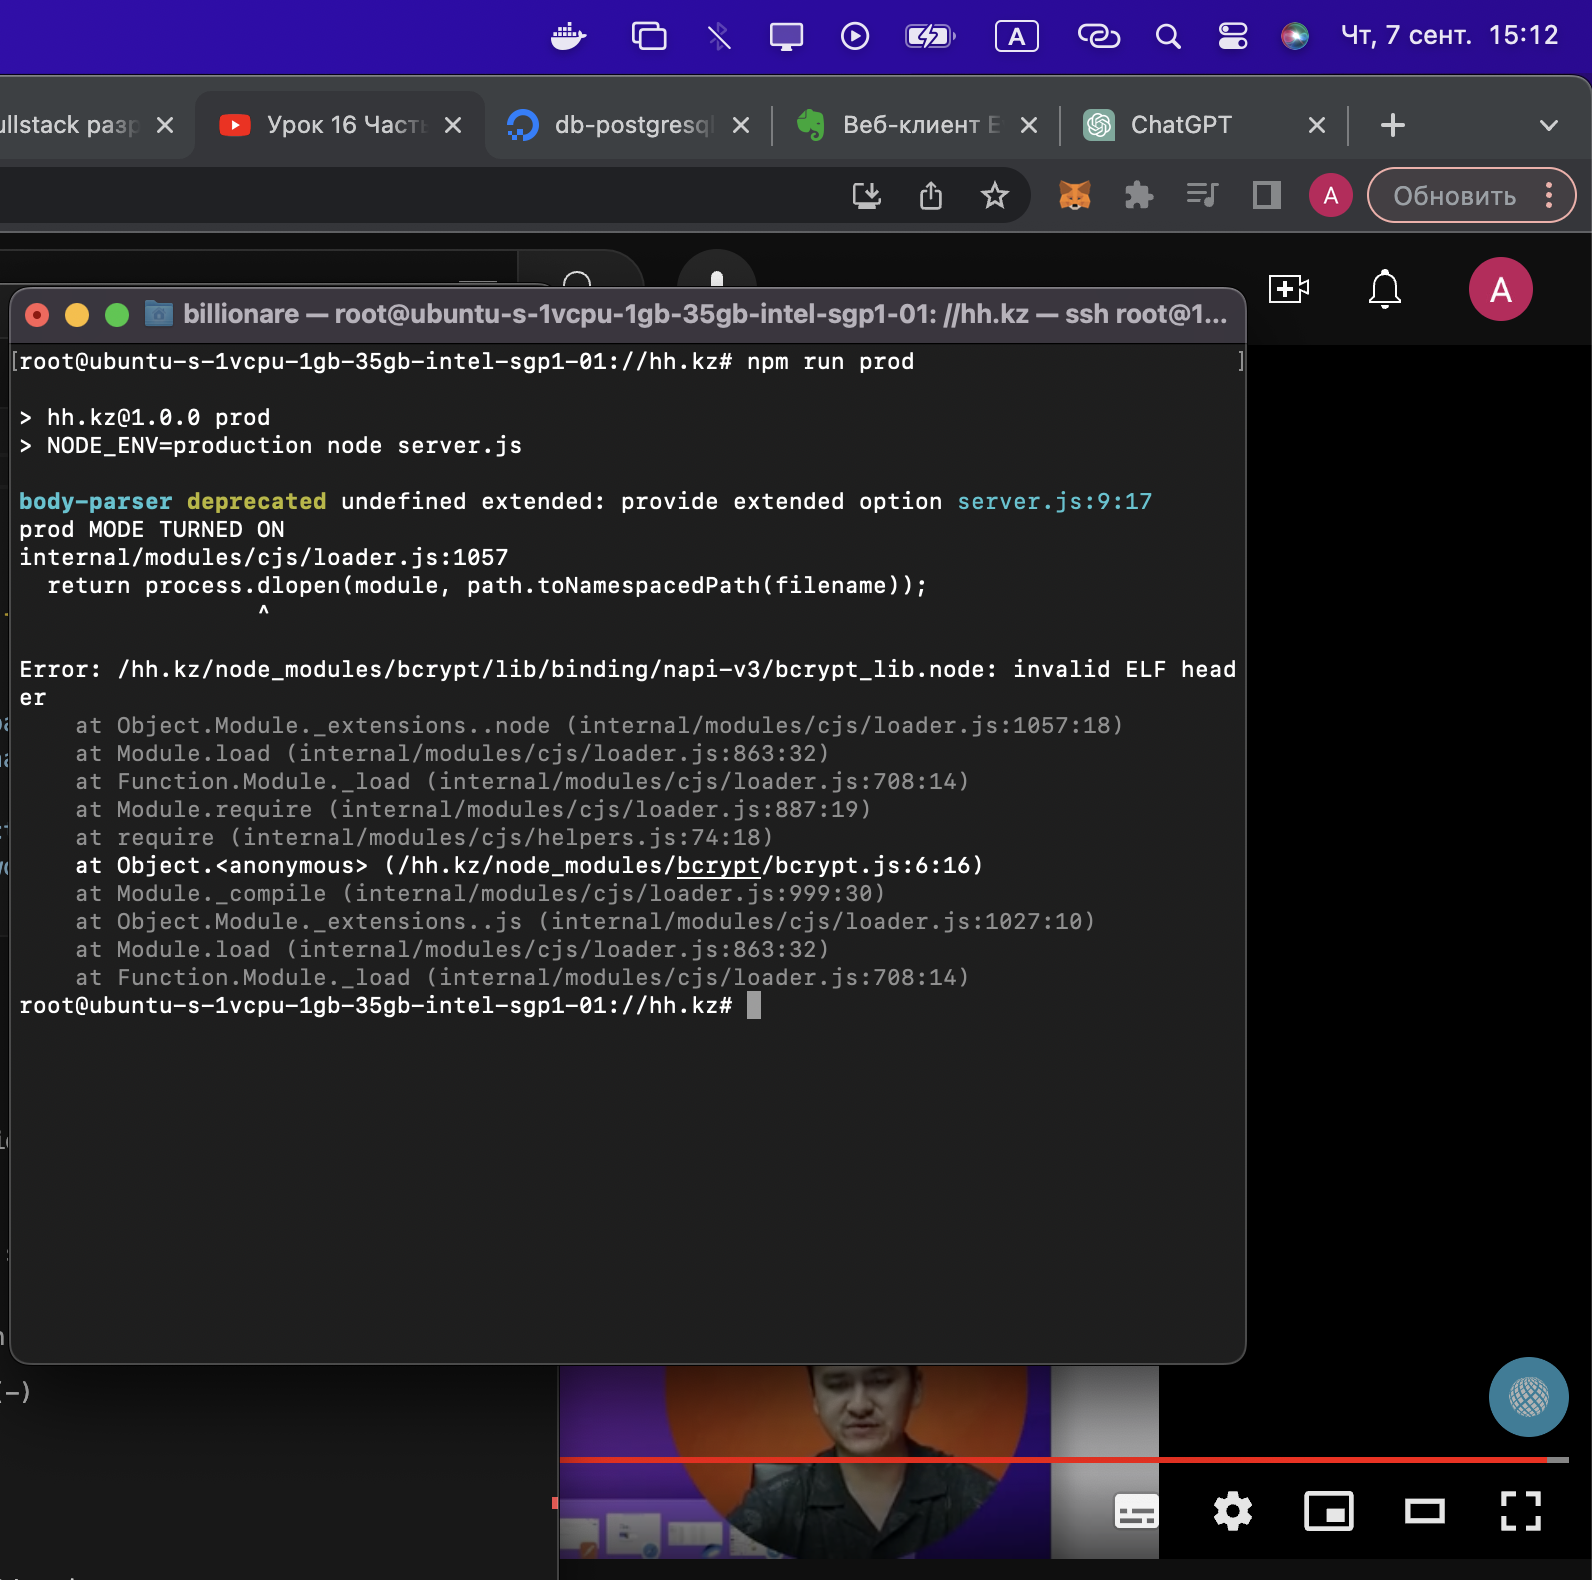 A
Чт, 7 сент. 15:12
ullstack разр
Урок 16 Часть
db-postgresql
Веб-клиент E
ChatGPT
A
Обновить
A
billionare — root@ubuntu-s-1vcpu-1gb-35gb-intel-sgp1-01: //hh.kz — ssh root@1...
[root@ubuntu-s-1vcpu-1gb-35gb-intel-sgp1-01://hh.kz# npm run prod ]
> hh.kz@1.0.0 prod
> NODE_ENV=production node server.js
body-parser deprecated undefined extended: provide extended option server.js:9:17
prod MODE TURNED ON
internal/modules/cjs/loader.js:1057
return process.dlopen(module, path.toNamespacedPath(filename));
^
Error: /hh.kz/node_modules/bcrypt/lib/binding/napi-v3/bcrypt_lib.node: invalid ELF head
er
at Object.Module._extensions..node (internal/modules/cjs/loader.js:1057:18)
at Module.load (internal/modules/cjs/loader.js:863:32)
at Function.Module._load (internal/modules/cjs/loader.js:708:14)
at Module.require (internal/modules/cjs/loader.js:887:19)
at require (internal/modules/cjs/helpers.js:74:18)
at Object.<anonymous> (/hh.kz/node_modules/bcrypt/bcrypt.js:6:16)
at Module._compile (internal/modules/cjs/loader.js:999:30)
at Object.Module._extensions..js (internal/modules/cjs/loader.js:1027:10)
at Module.load (internal/modules/cjs/loader.js:863:32)
at Function.Module._load (internal/modules/cjs/loader.js:708:14)
root@ubuntu-s-1vcpu-1gb-35gb-intel-sgp1-01://hh.kz#
(-)